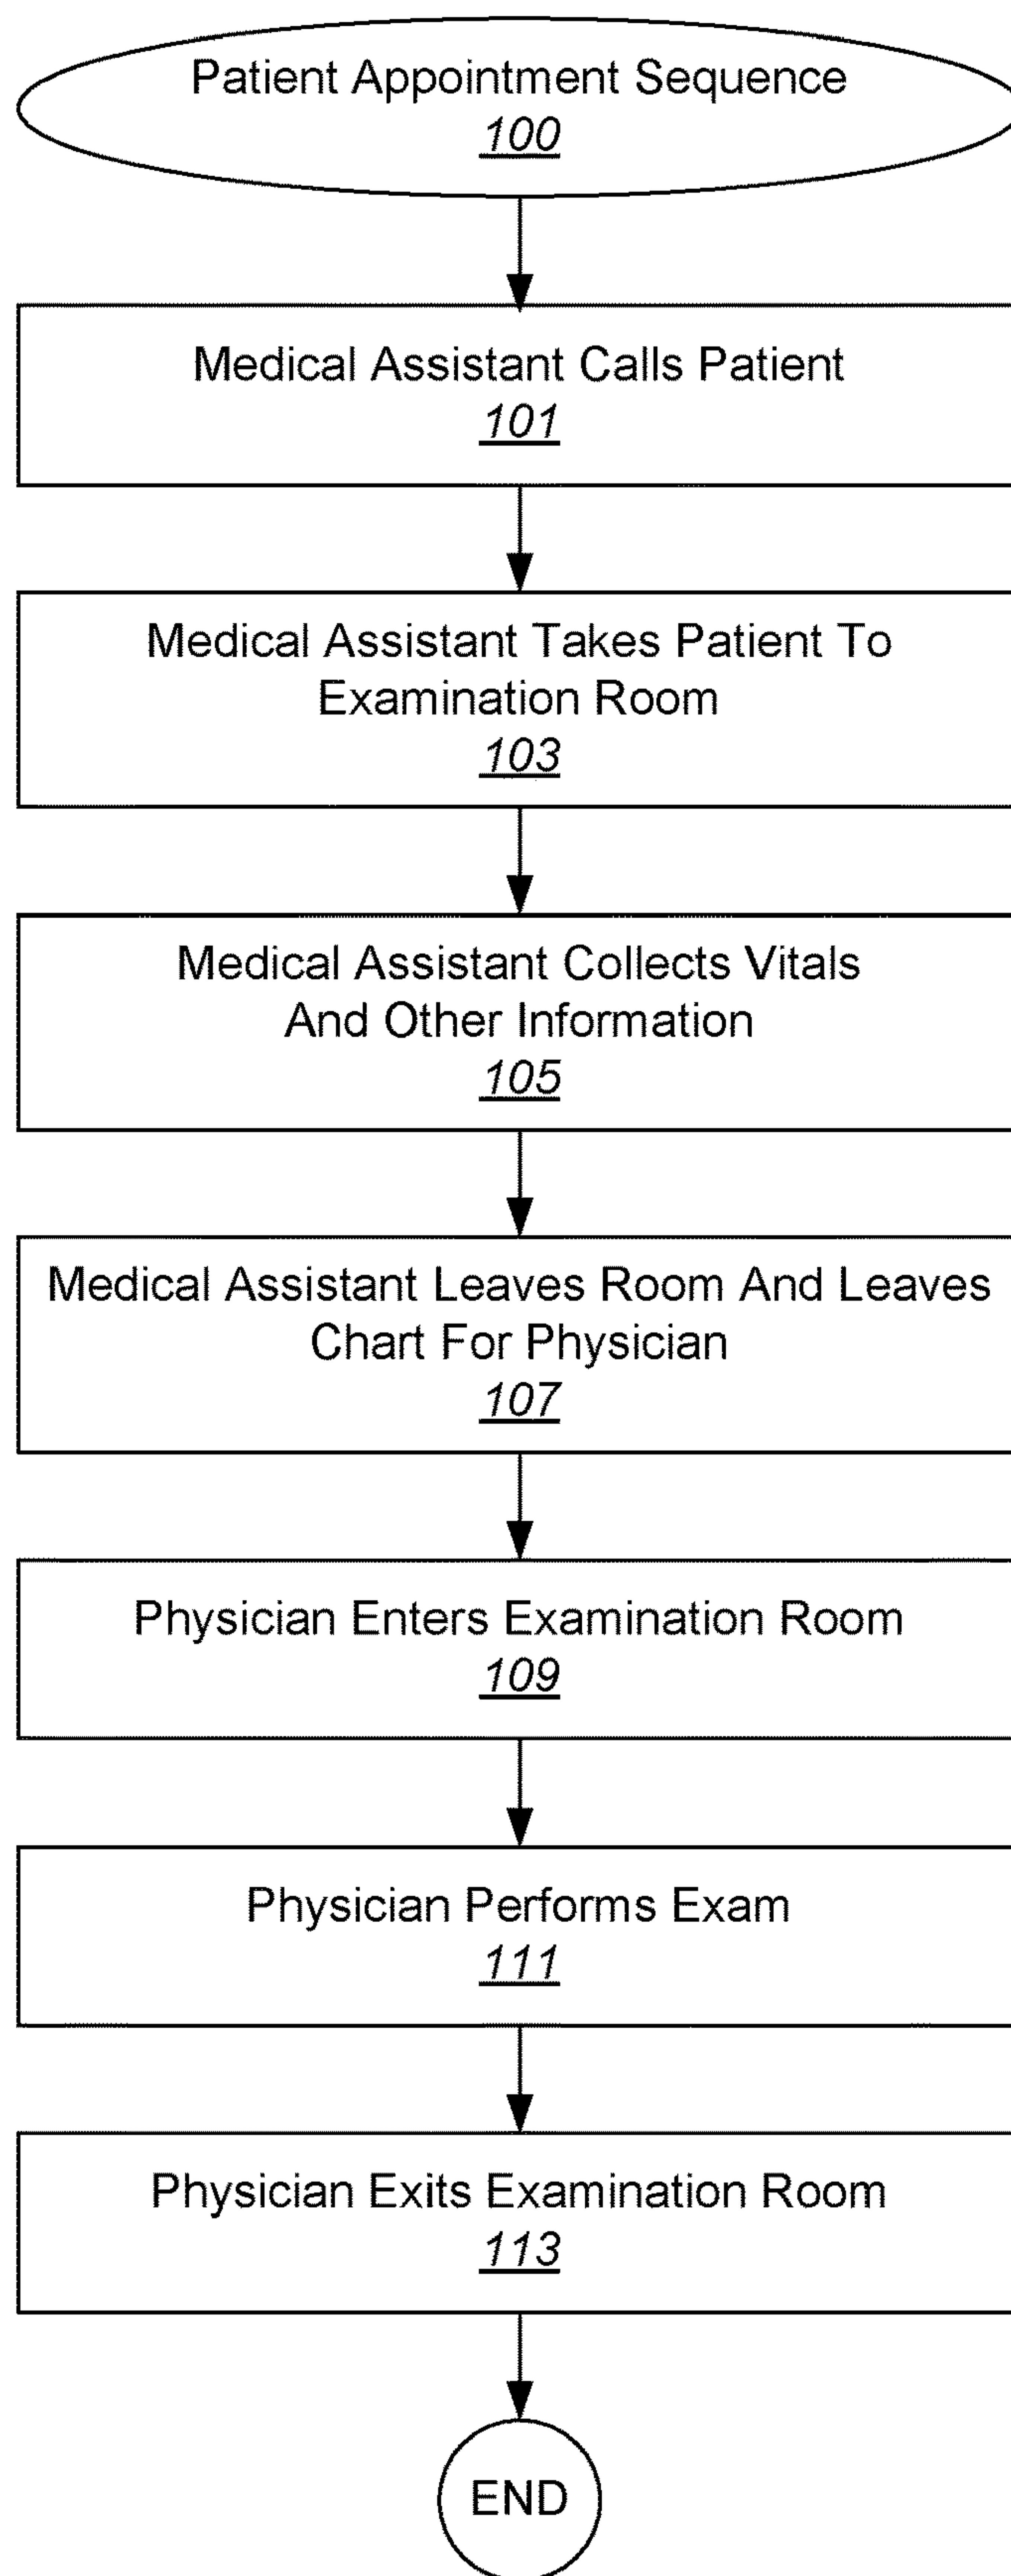 Patient Appointment Sequence
100
Medical Assistant Calls Patient
101
Medical Assistant Takes Patient To
Examination Room
103
Medical Assistant Collects Vitals
And Other Information
105
Medical Assistant Leaves Room And Leaves
Chart For Physician
107
Physician Enters Examination Room
109
Physician Performs Exam
111
Physician Exits Examination Room
113
END